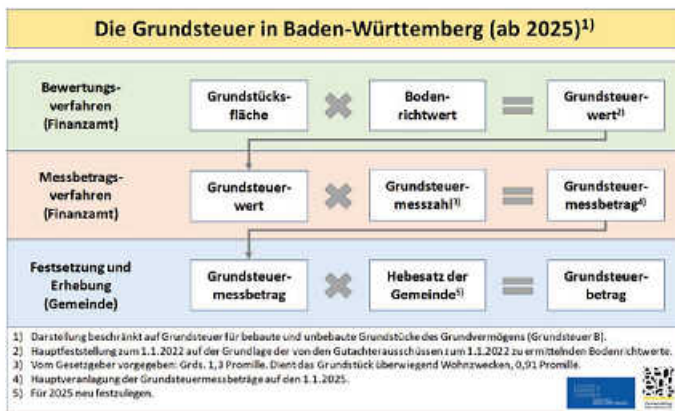 Die Grundsteuer in Baden-Württemberg (ab 2025)1)
Bewertungs-
verfahren
(Finanzamt)
Grundstücks-
fläche
Boden-
richtwert
Grundsteuer
wert2)
Messbetrags-
verfahren
(Finanzamt)
Grundsteuer
wert
Grundsteuer
messzahl3)
Grundsteuer
messbetrag4)
Festsetzung und
Erhebung
(Gemeinde)
Grundsteuer-
messbetrag
Hebesatz der
Gemeinde5)
Grundsteuer-
betrag
1) Darstellung beschränkt auf Grundsteuer für bebaute und unbebaute Grundstücke des Grundvermögens (Grundsteuer B).
2) Hauptfeststellung zum 1.1.2022 auf der Grundlage der von den Gutachterausschüssen zum 1.1.2022 zu ermittelnden Bodenrichtwerte.
3) Vom Gesetzgeber vorgegeben: Grds. 1,3 Promille. Dient das Grundstück überwiegend Wohnzwecken, 0,91 Promille.
4) Hauptveranlagung der Grundsteuermessbeträge auf den 1.1.2025.
5) Für 2025 neu festzulegen.